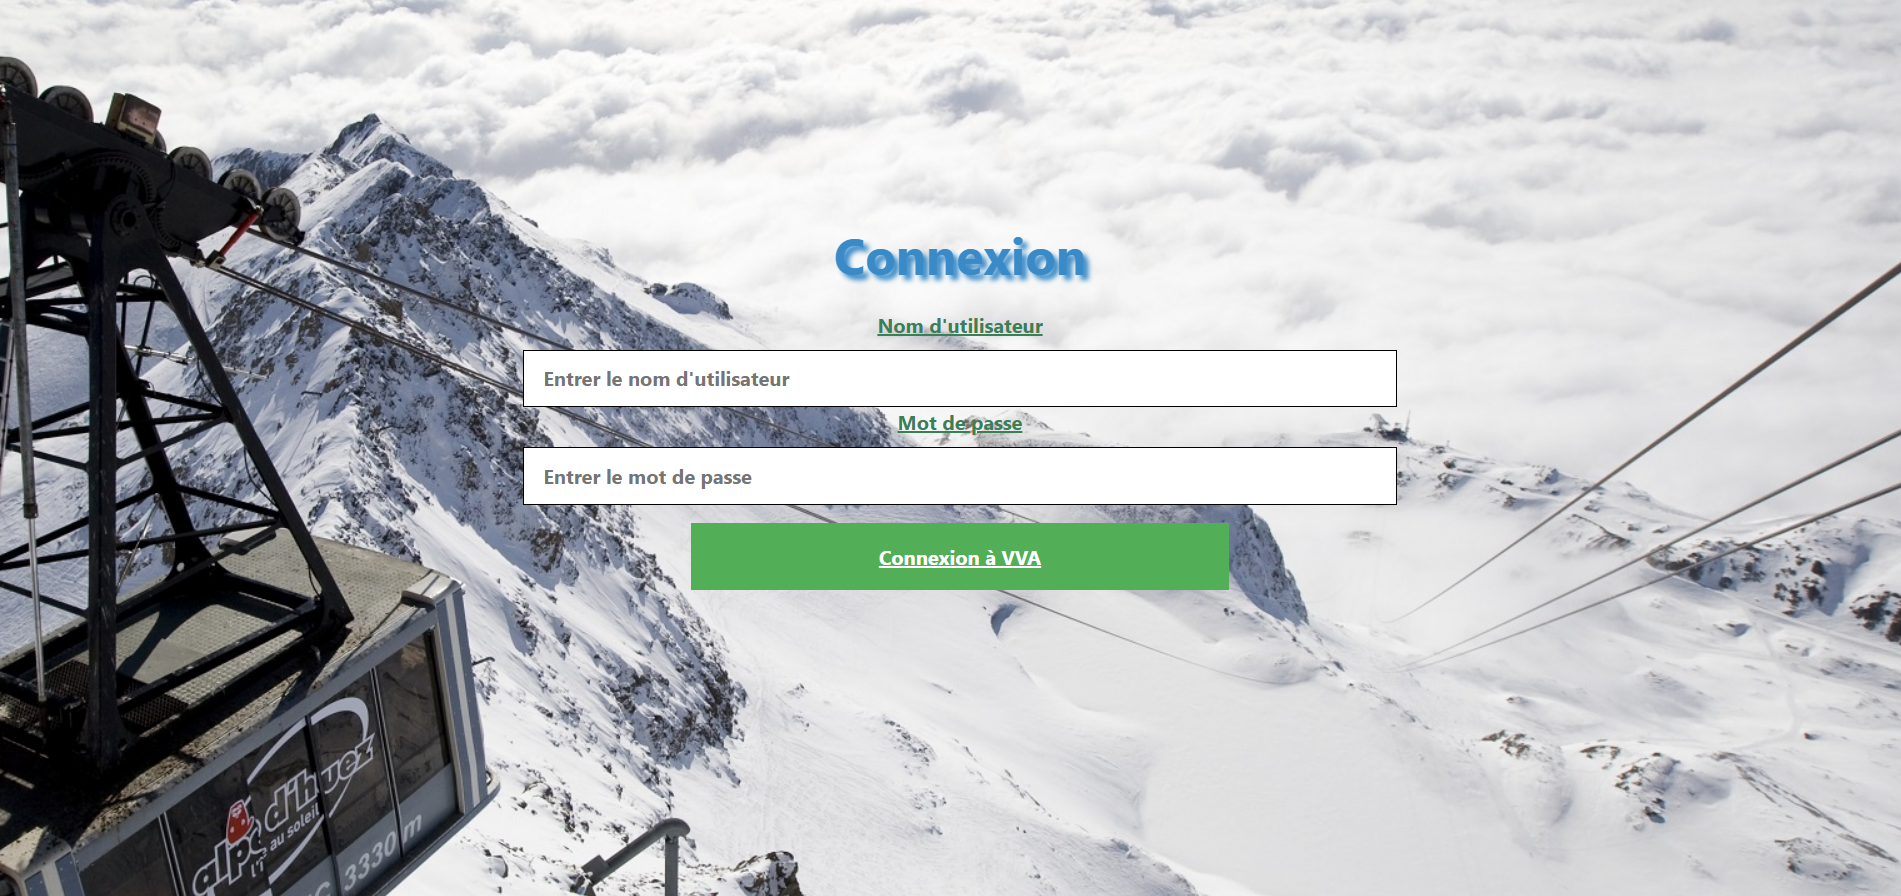 Connexion
Nom d'utilisateur
Entrer le nom d'utilisateur
Mot de passe
Entrer le mot de passe
Connexion à VVA
alpe d'huez
L'île au soleil
3330 m